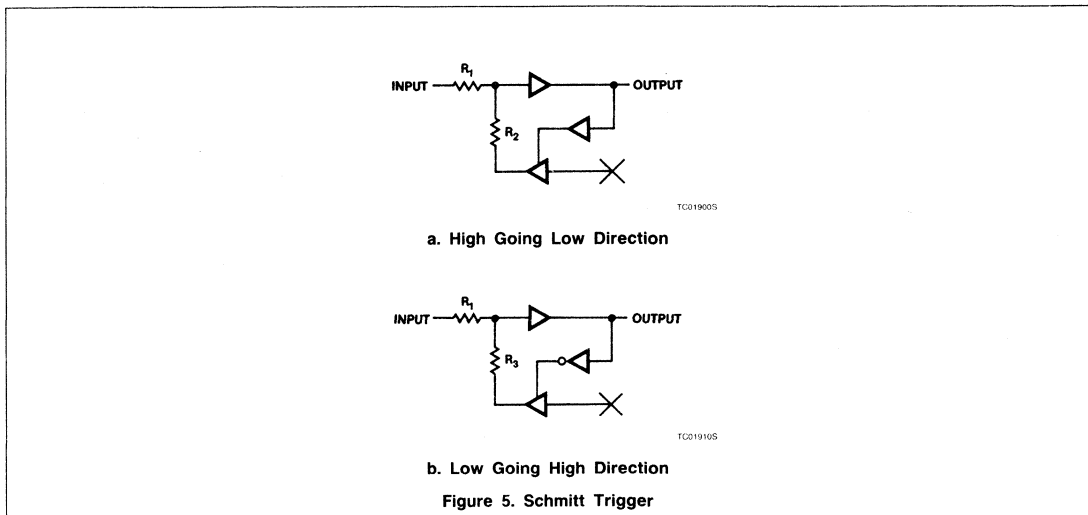 R1
INPUT
OUTPUT
R2
TC01900S
a. High Going Low Direction
R1
INPUT
OUTPUT
R3
TC01910S
b. Low Going High Direction
Figure 5. Schmitt Trigger